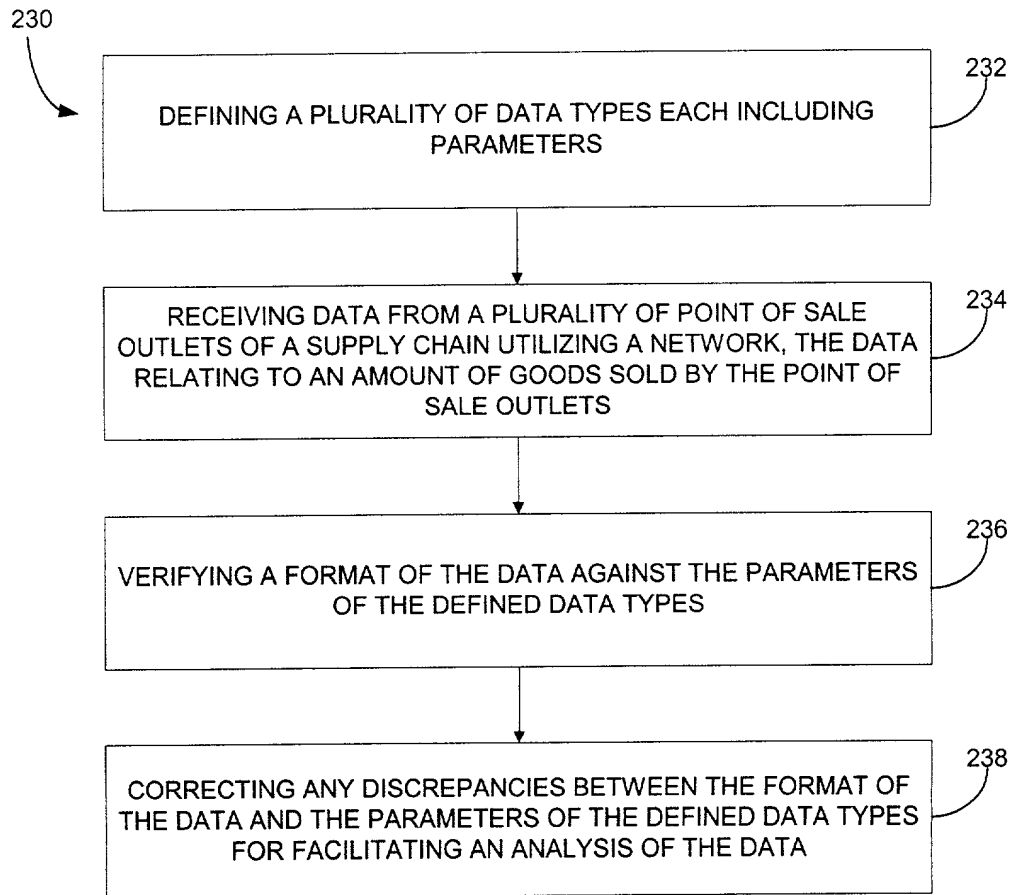 230
232
DEFINING A PLURALITY OF DATA TYPES EACH INCLUDING
PARAMETERS
234
RECEIVING DATA FROM A PLURALITY OF POINT OF SALE
OUTLETS OF A SUPPLY CHAIN UTILIZING A NETWORK, THE DATA
RELATING TO AN AMOUNT OF GOODS SOLD BY THE POINT OF
SALE OUTLETS
236
VERIFYING A FORMAT OF THE DATA AGAINST THE PARAMETERS
OF THE DEFINED DATA TYPES
238
CORRECTING ANY DISCREPANCIES BETWEEN THE FORMAT OF
THE DATA AND THE PARAMETERS OF THE DEFINED DATA TYPES
FOR FACILITATING AN ANALYSIS OF THE DATA